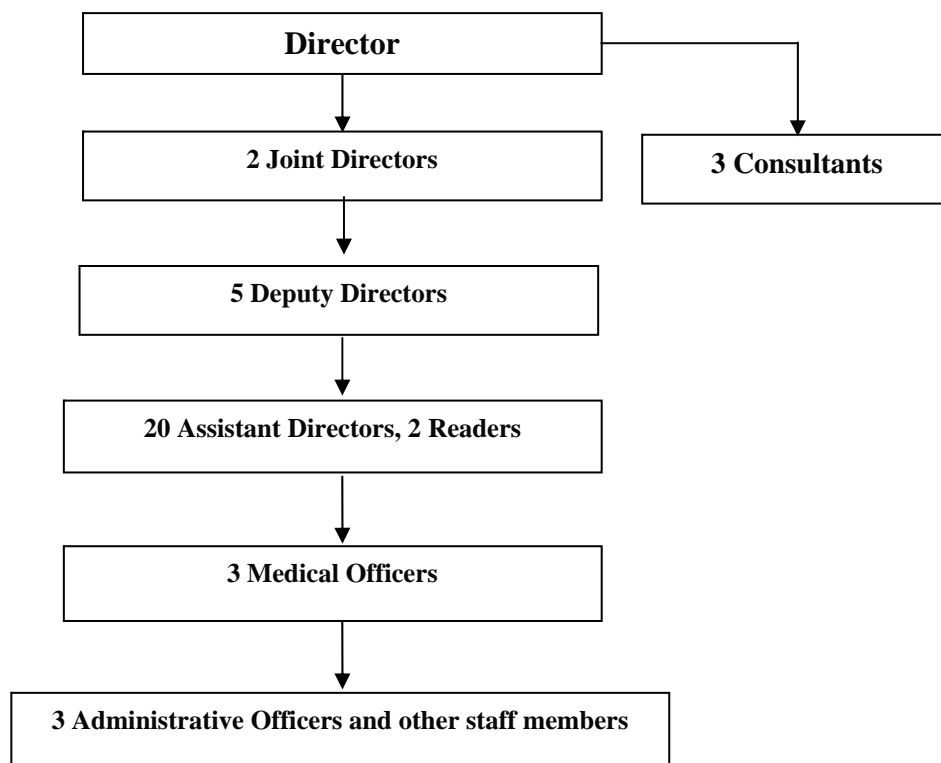 Director
2 Joint Directors
3 Consultants
5 Deputy Directors
20 Assistant Directors, 2 Readers
3 Medical Officers
3 Administrative Officers and other staff members